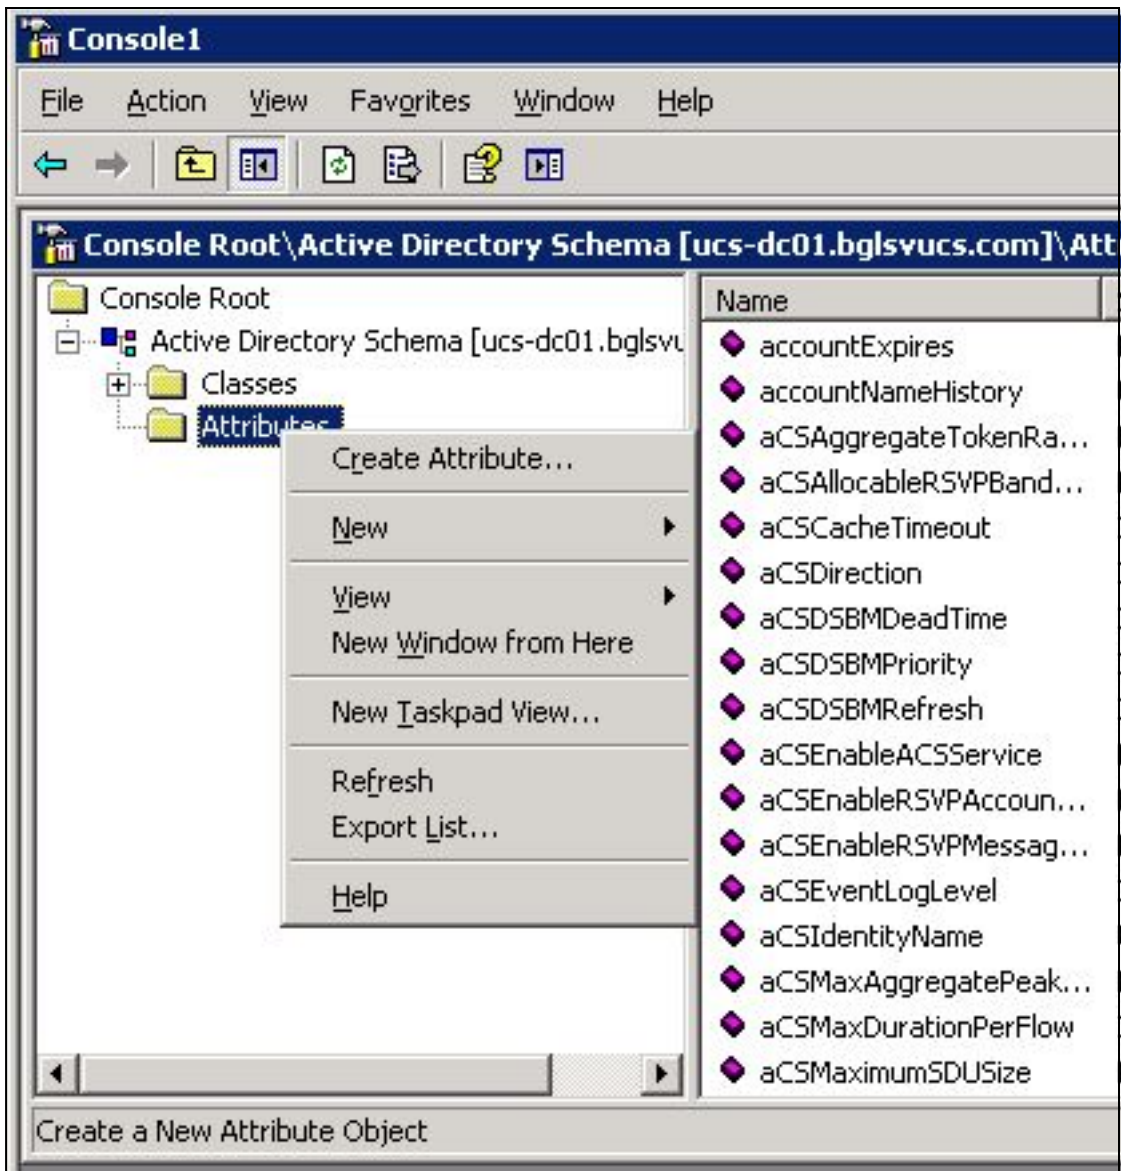 Console1
File Action View Favorites Window Help
Console Root\Active Directory Schema [ucs-dc01.bglsvucs.com]\Att
Console Root
Active Directory Schema [ucs-dc01.bglsvu
Classes
Attributes
Create Attribute...
New
View
New Window from Here
New Taskpad View...
Refresh
Export List...
Help
Name
accountExpires
accountNameHistory
aCSAggregateTokenRa...
aCSAllocableRSVPBand...
aCSCacheTimeout
aCSDirection
aCSDSBMDeadTime
aCSDSBMPriority
aCSDSBMRefresh
aCSEnableACSService
aCSEnableRSVPAccoun...
aCSEnableRSVPMessag...
aCSEventLogLevel
aCSIdentityName
aCSMaxAggregatePeak...
aCSMaxDurationPerFlow
aCSMaximumSDUSize
Create a New Attribute Object